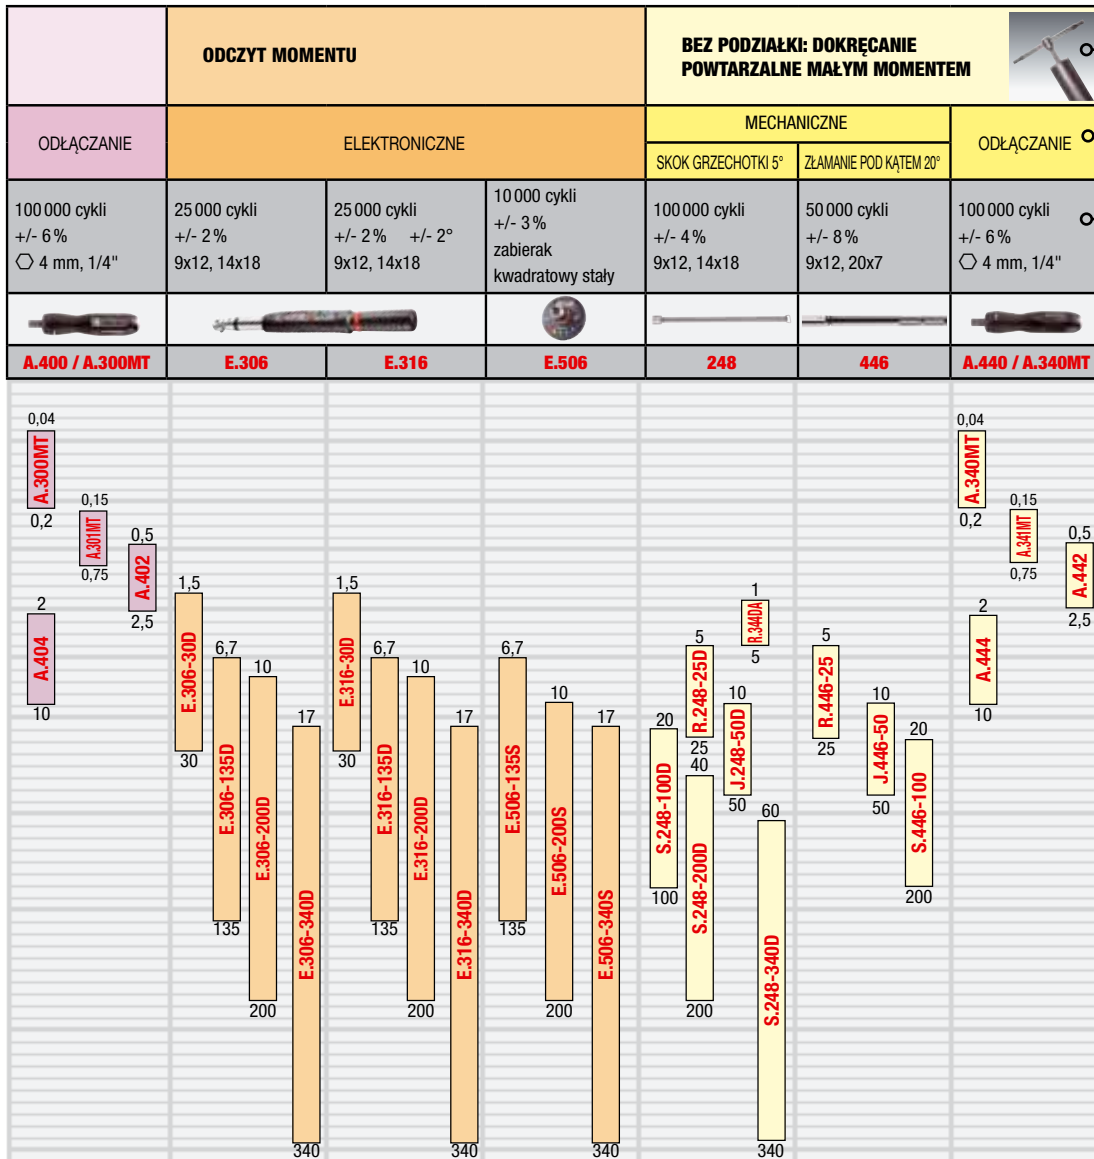 ODCZYT MOMENTU
BEZ PODZIAŁKI: DOKRĘCANIE
POWTARZALNE MAŁYM MOMENTEM
ODŁĄCZANIE
ELEKTRONICZNE
MECHANICZNE
ODŁĄCZANIE
SKOK GRZECHOTKI 5°
ZŁAMANIE POD KĄTEM 20°
100 000 cykli
+/- 6 %
4 mm, 1/4"
25 000 cykli
+/- 2 %
9x12, 14x18
25 000 cykli
+/- 2 % +/- 2°
9x12, 14x18
10 000 cykli
+/- 3 %
zabierak
kwadratowy stały
100 000 cykli
+/- 4 %
9x12, 14x18
50 000 cykli
+/- 8 %
9x12, 20x7
100 000 cykli
+/- 6 %
4 mm, 1/4"
A.400 / A.300MT
E.306
E.316
E.506
248
446
A.440 / A.340MT
0,04
A.300MT
0,2
0,15
A.301MT
0,75
0,5
A.402
2,5
2
A.404
10
1,5
E.306-30D
30
6,7
E.306-135D
135
10
E.306-200D
200
17
E.306-340D
340
1,5
E.316-30D
30
6,7
E.316-135D
135
10
E.316-200D
200
17
E.316-340D
340
6,7
E.506-135S
135
10
E.506-200S
200
17
E.506-340S
340
20
S.248-100D
100
5
R.248-25D
25
40
S.248-200D
200
10
J.248-50D
50
1
R.344DA
5
60
S.248-340D
340
5
R.446-25
25
10
J.446-50
50
20
S.446-100
200
0,04
A.340MT
0,2
0,15
A.341MT
0,75
0,5
A.442
2,5
2
A.444
10